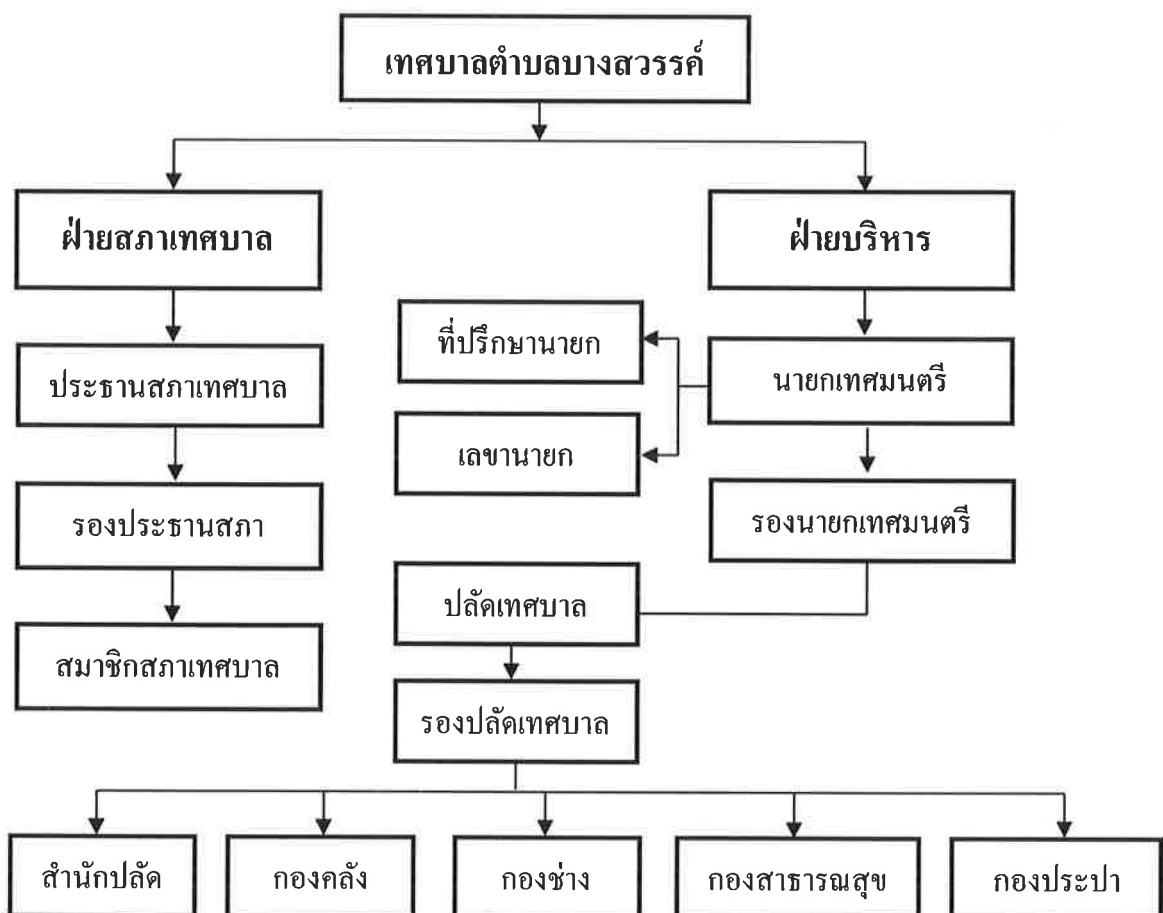 เทศบาลตำบลบางสวรรค์
ฝ่ายสภาเทศบาล
ฝ่ายบริหาร
ที่ปรึกษานายก
นายกเทศมนตรี
ประธานสภาเทศบาล
เลขานายก
รองประธานสภา
รองนายกเทศมนตรี
ปลัดเทศบาล
สมาชิกสภาเทศบาล
รองปลัดเทศบาล
สำนักปลัด
กองคลัง
กองช่าง
กองสาธารณสุข
กองประปา